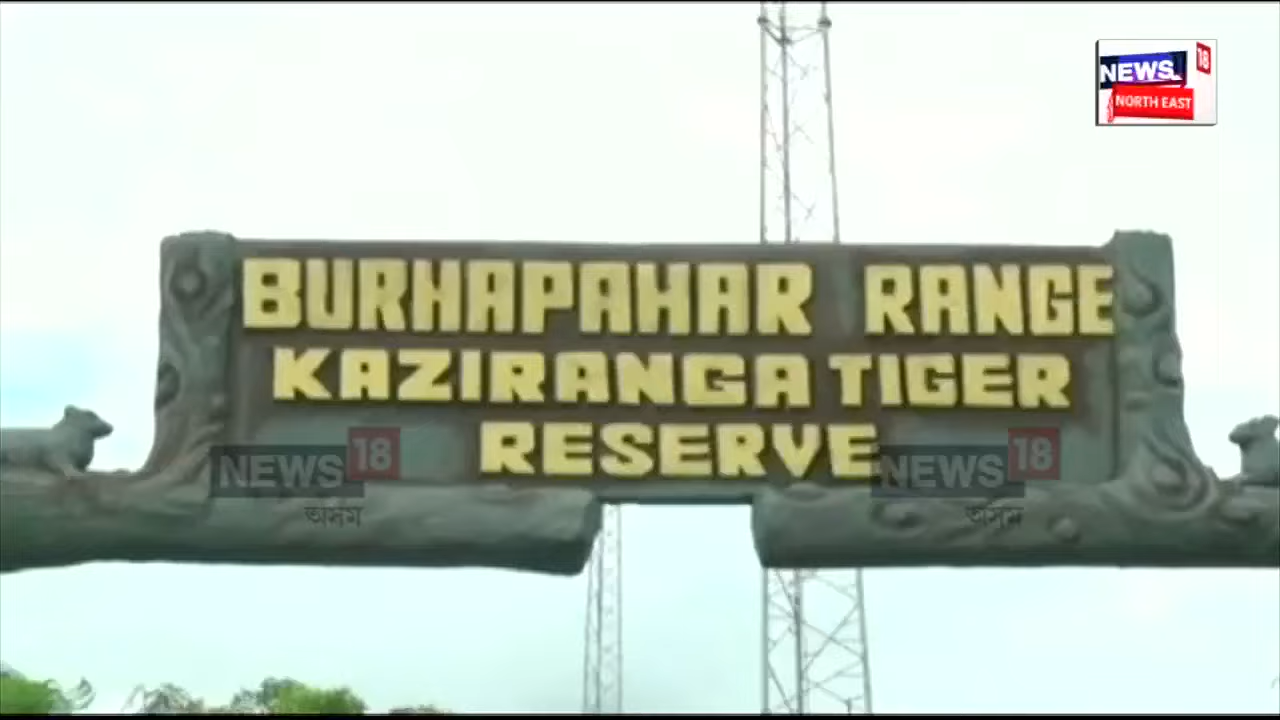 NEWS 18
NORTH EAST
BURHAPAHAR RANGE
KAZIRANGA TIGER
RESERVE
NEWS 18
অসম
NEWS 18
অসম